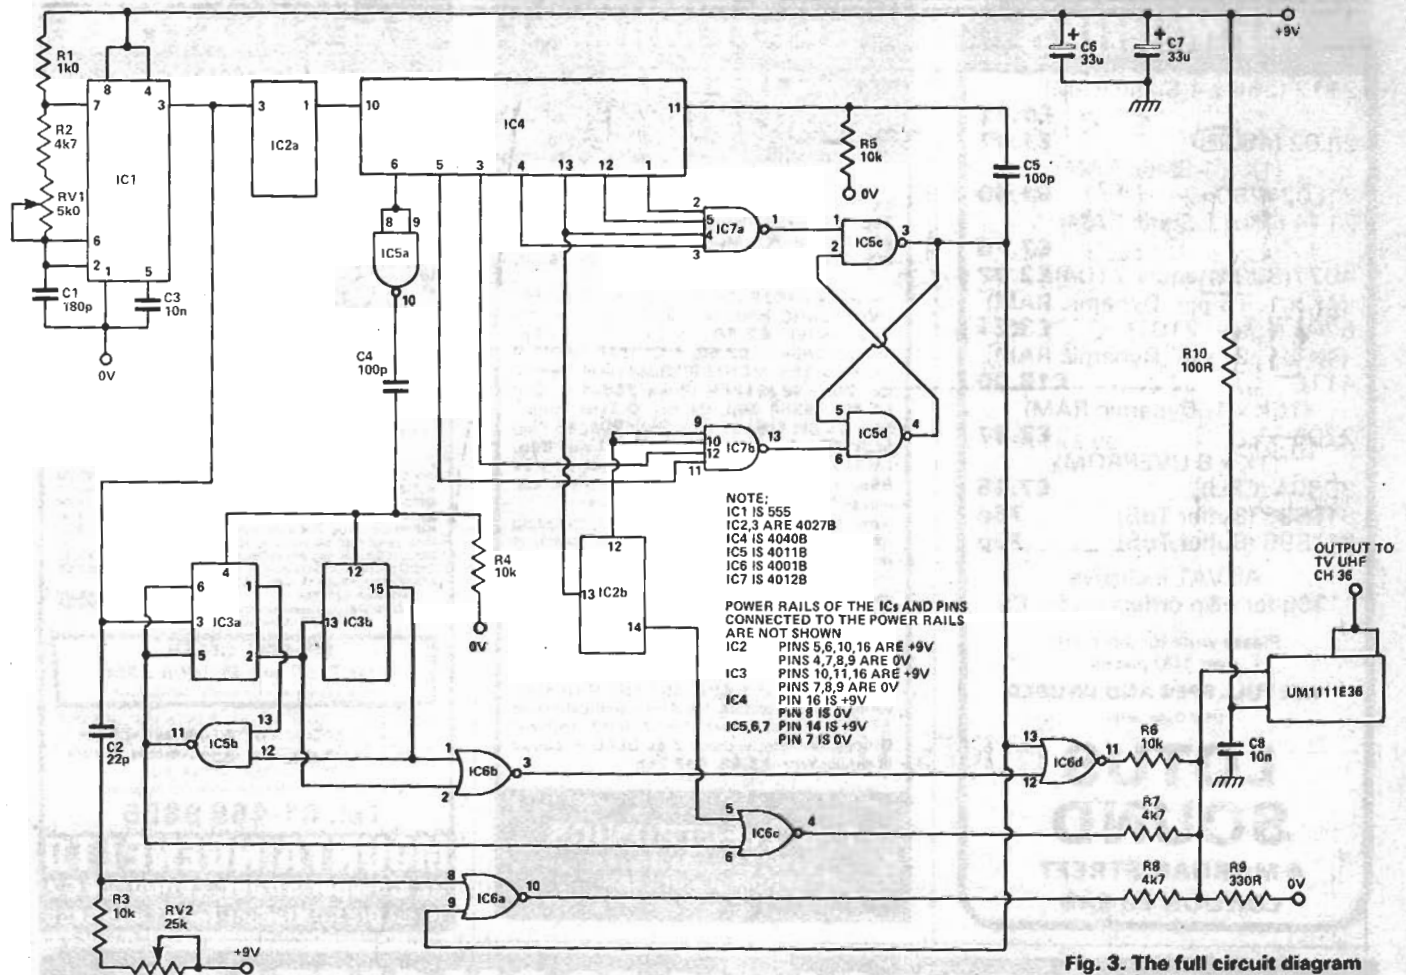 +9V
R1
1k0
8
4
7
3
R2
4k7
IC1
RV1
5k0
6
2
1
5
C1
180p
C3
10n
0V
3
1
IC2a
10
11
IC4
6
5
3
4
13
12
1
R5
10k
0V
C5
100p
C6
33u
C7
33u
+
+
8
9
IC5a
10
C4
100p
2
5
4
3
IC7a
1
1
2
IC5c
3
5
6
IC5d
4
9
10
12
11
IC7b
13
R10
100R
12
13
IC2b
14
R4
10k
0V
4
6
1
3
IC3a
5
2
12
15
13
IC3b
11
IC5b
13
12
C2
22p
1
2
IC6b
3
5
6
IC6c
4
8
9
IC6a
10
13
12
IC6d
11
R6
10k
R7
4k7
R8
4k7
R9
330R
0V
C8
10n
UM1111E36
OUTPUT TO
TV UHF
CH 36
R3
10k
RV2
25k
+9V
NOTE;
IC1 IS 555
IC2,3 ARE 4027B
IC4 IS 4040B
IC5 IS 4011B
IC6 IS 4001B
IC7 IS 4012B
POWER RAILS OF THE ICs AND PINS
CONNECTED TO THE POWER RAILS
ARE NOT SHOWN
IC2 PINS 5,6,10,16 ARE +9V
PINS 4,7,8,9 ARE 0V
IC3 PINS 10,11,16 ARE +9V
PINS 7,8,9 ARE 0V
IC4 PIN 16 IS +9V
PIN 8 IS 0V
IC5,6,7 PIN 14 IS +9V
PIN 7 IS 0V
Fig. 3. The full circuit diagram